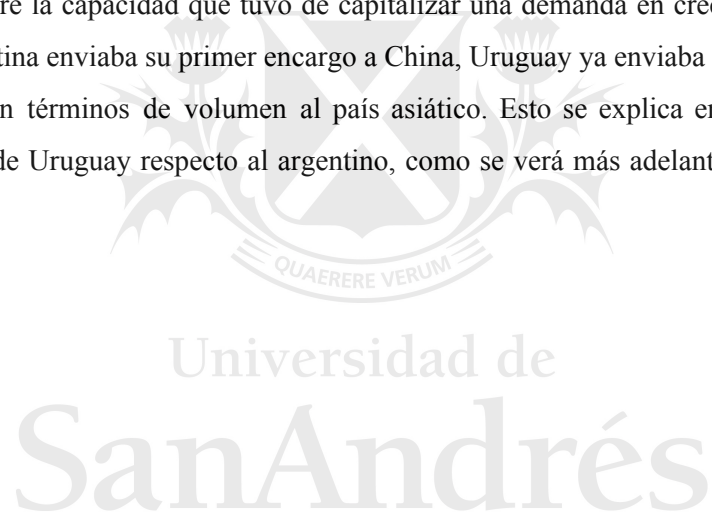 re la capacidad que tuvo de capitalizar una demanda en
tina enviaba su primer encargo a China, Uruguay ya enviaba
n términos de volumen al país asiático. Esto se explica
de Uruguay respecto al argentino, como se verá más
QUAERERE VERUM
Universidad de
SanAndrés